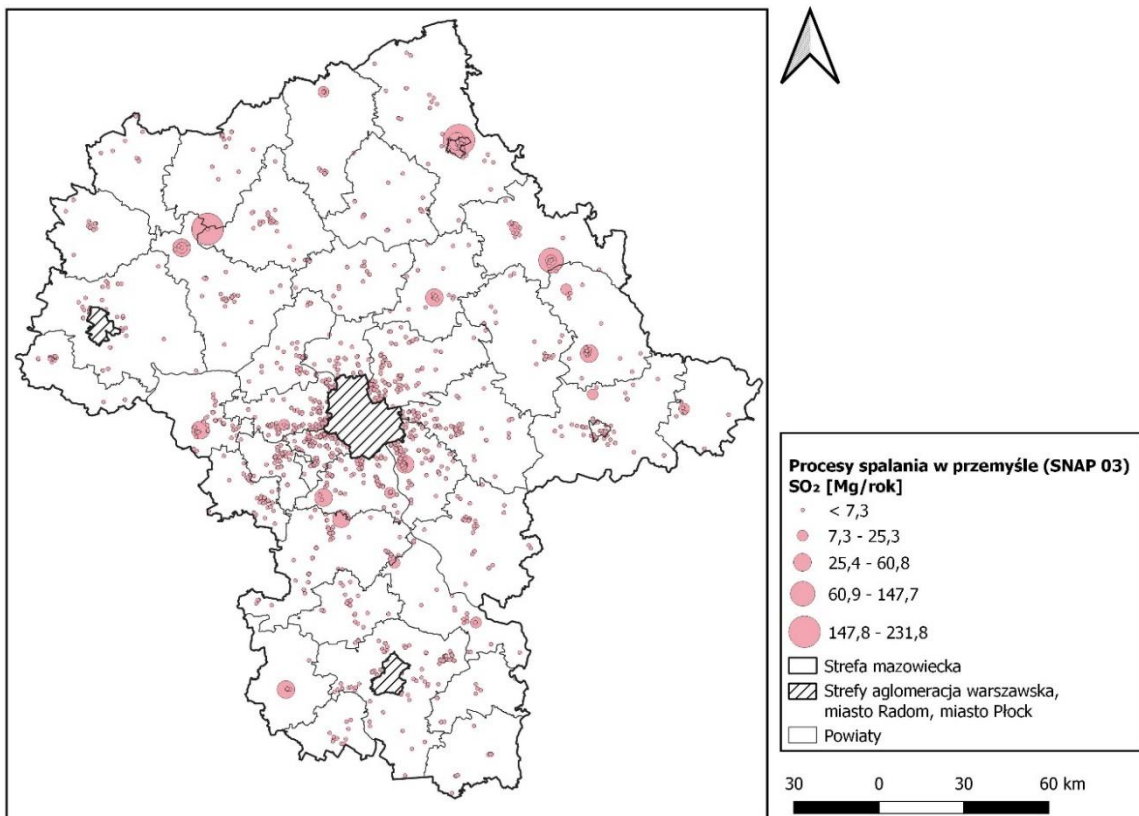 Procesy spalania w przemyśle (SNAP 03)
SO₂ [Mg/rok]
< 7,3
7,3 - 25,3
25,4 - 60,8
60,9 - 147,7
147,8 - 231,8
Strefa mazowiecka
Strefy aglomeracja warszawska,
miasto Radom, miasto Płock
Powiaty
30 0 30 60 km